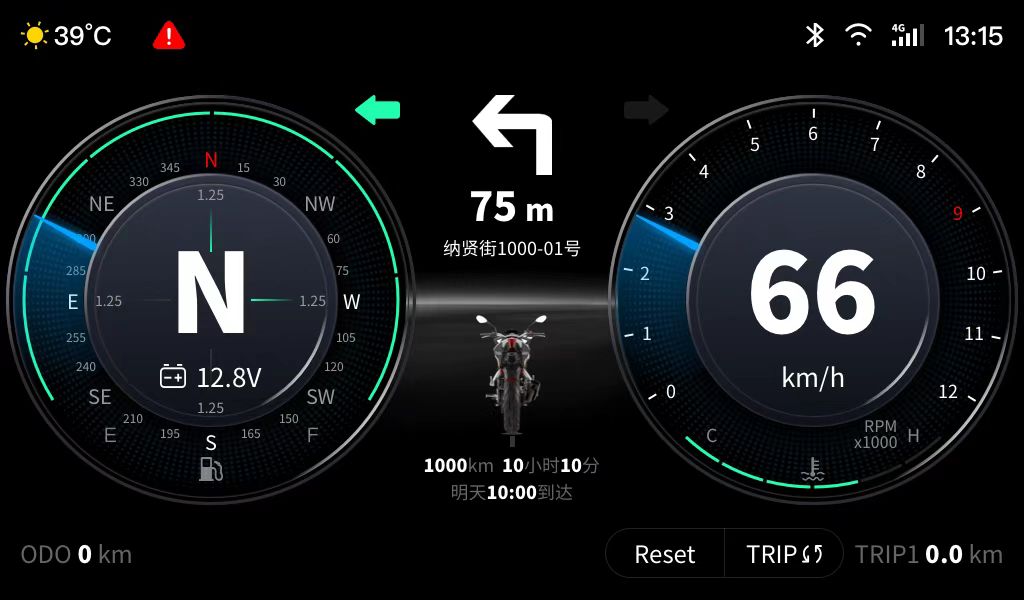 39°C
4G
13:15
75 m
纳贤街1000-01号
N
345
15
330
30
NE
NW
1.25
60
285
75
E
1.25
N
1.25
W
255
105
240
120
12.8V
SE
SW
1.25
210
150
E
195
165
F
S
0
1
2
3
4
5
6
7
8
9
10
11
12
66
km/h
C
RPM
x1000
H
1000km 10小时10分
明天10:00到达
ODO 0 km
Reset
TRIP
TRIP1 0.0 km